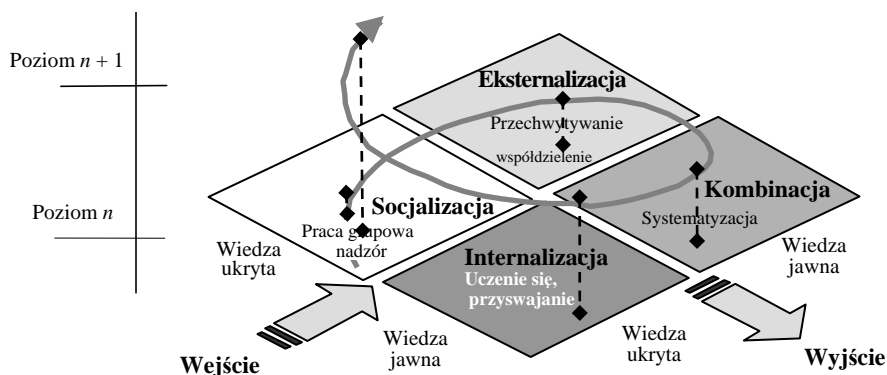 Poziom n + 1
Poziom n
Eksternalizacja
Przechwytywanie
współdzielenie
Socjalizacja
Praca grupowa
nadzór
Kombinacja
Systematyzacja
Internalizacja
Uczenie się,
przyswajanie
Wiedza
ukryta
Wiedza
jawna
Wiedza
jawna
Wiedza
ukryta
Wejście
Wyjście